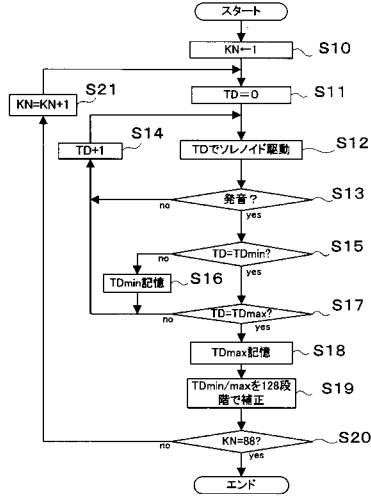 スタート
KN←1
S10
S21
KN=KN+1
TD=0
S11
S14
TD+1
TDでソレノイド駆動
S12
発音?
S13
no
yes
TD=TDmin?
S15
no
yes
TDmin記憶
S16
TD=TDmax?
S17
no
yes
TDmax記憶
S18
TDmin/maxを128段
階で補正
S19
KN=88?
S20
no
yes
エンド